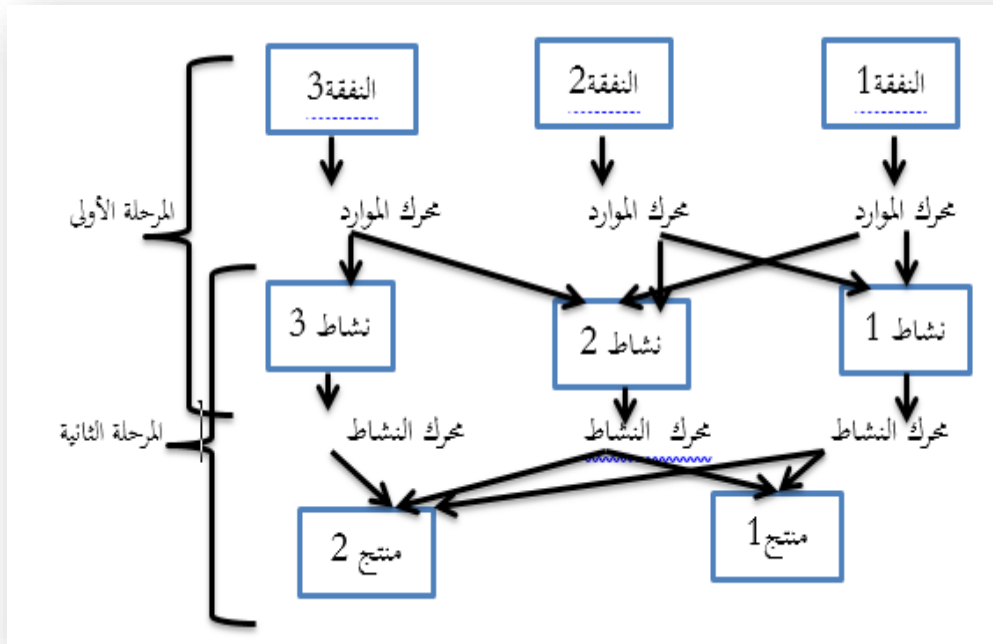 النفقة1
النفقة2
النفقة3
المرحلة الأولى
محرك الموارد
محرك الموارد
محرك الموارد
نشاط 1
نشاط 2
نشاط 3
المرحلة الثانية
محرك النشاط
محرك النشاط
محرك النشاط
منتج1
منتج 2